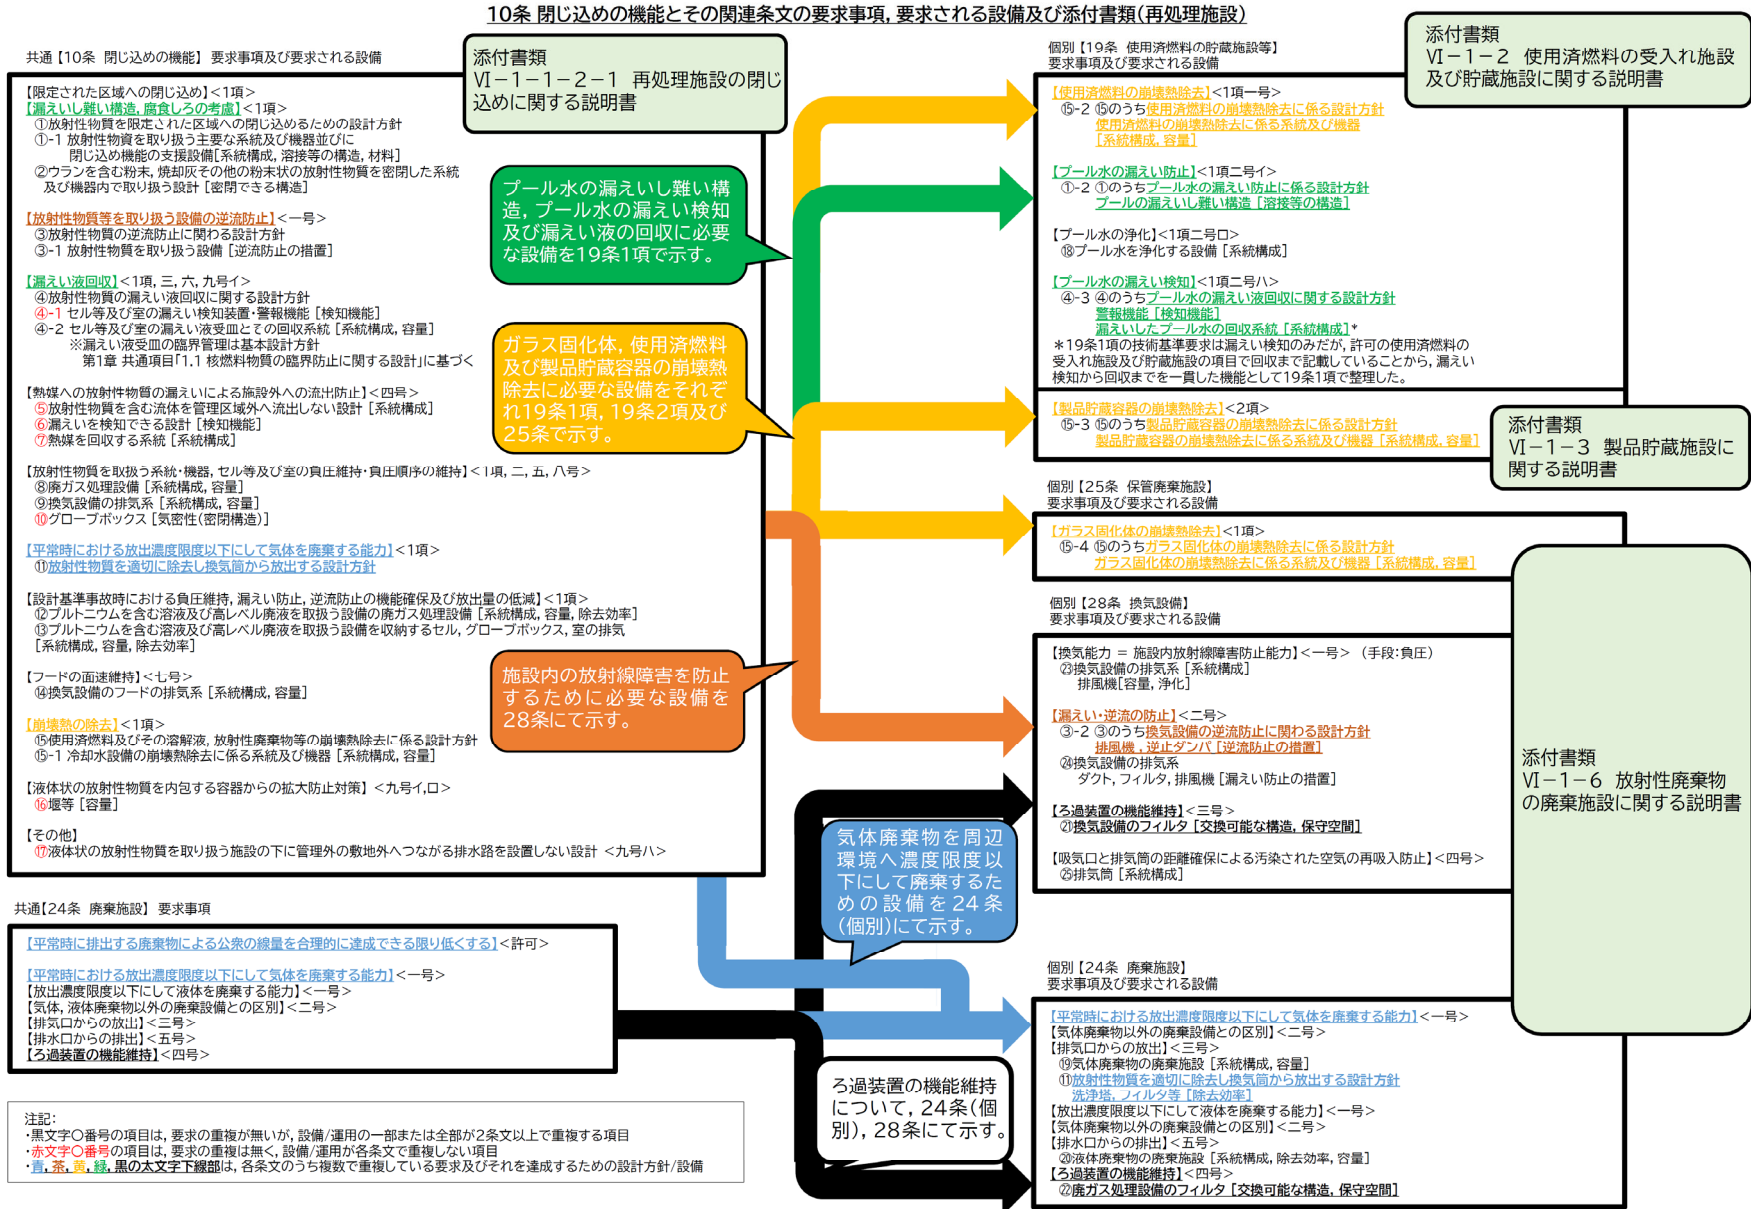 10条 閉じ込めの機能とその関連条文の要求事項, 要求される設備及び添付書類(再処理施設)
共通【10条 閉じ込めの機能】 要求事項及び要求される設備
添付書類
Ⅵ－１－１－２－１ 再処理施設の閉じ
込めに関する説明書
【限定された区域への閉じ込め】<1項>
【漏えいし難い構造, 腐食しろの考慮】<1項>
①放射性物質を限定された区域への閉じ込めるための設計方針
①-1 放射性物質を取り扱う主要な系統及び機器並びに
閉じ込め機能の支援設備[系統構成, 溶接等の構造, 材料]
②ウランを含む粉末, 焼却灰その他の粉末状の放射性物質を密閉した系統
及び機器内で取り扱う設計 [密閉できる構造]
【放射性物質等を取り扱う設備の逆流防止】<一号>
③放射性物質の逆流防止に関わる設計方針
③-1 放射性物質を取り扱う設備 [逆流防止の措置]
【漏えい液回収】<1項, 三, 六, 九号イ>
④放射性物質の漏えい液回収に関する設計方針
④-1 セル等及び室の漏えい検知装置・警報機能 [検知機能]
④-2 セル等及び室の漏えい液受皿とその回収系統 [系統構成, 容量]
※漏えい液受皿の臨界管理は基本設計方針
第1章 共通項目「1.1 核燃料物質の臨界防止に関する設計」に基づく
【熱媒への放射性物質の漏えいによる施設外への流出防止】<四号>
⑤放射性物質を含む流体を管理区域外へ流出しない設計 [系統構成]
⑥漏えいを検知できる設計 [検知機能]
⑦熱媒を回収する系統 [系統構成]
【放射性物質を取扱う系統・機器, セル等及び室の負圧維持・負圧順序の維持】<1項, 二, 五, 八号>
⑧廃ガス処理設備 [系統構成, 容量]
⑨換気設備の排気系 [系統構成, 容量]
⑩グローブボックス [気密性(密閉構造)]
【平常時における放出濃度限度以下にして気体を廃棄する能力】<1項>
⑪放射性物質を適切に除去し換気筒から放出する設計方針
【設計基準事故時における負圧維持, 漏えい防止, 逆流防止の機能確保及び放出量の低減】<1項>
⑫プルトニウムを含む溶液及び高レベル廃液を取扱う設備の廃ガス処理設備 [系統構成, 容量, 除去効率]
⑬プルトニウムを含む溶液及び高レベル廃液を取扱う設備を収納するセル, グローブボックス, 室の排気
[系統構成, 容量, 除去効率]
【フードの面速維持】<七号>
⑭換気設備のフードの排気系 [系統構成, 容量]
【崩壊熱の除去】<1項>
⑮使用済燃料及びその溶解液, 放射性廃棄物等の崩壊熱除去に係る設計方針
⑮-1 冷却水設備の崩壊熱除去に係る系統及び機器 [系統構成, 容量]
【液体状の放射性物質を内包する容器からの拡大防止対策】<九号イ,ロ>
⑯堰等 [容量]
【その他】
⑰液体状の放射性物質を取り扱う施設の下に管理外の敷地外へつながる排水路を設置しない設計 <九号ハ>
プール水の漏えいし難い構
造, プール水の漏えい検知
及び漏えい液の回収に必要
な設備を19条1項で示す。
ガラス固化体, 使用済燃料
及び製品貯蔵容器の崩壊熱
除去に必要な設備をそれぞ
れ19条1項, 19条2項及び
25条で示す。
施設内の放射線障害を防止
するために必要な設備を
28条にて示す。
共通【24条 廃棄施設】 要求事項
【平常時に排出する廃棄物による公衆の線量を合理的に達成できる限り低くする】<許可>
【平常時における放出濃度限度以下にして気体を廃棄する能力】<一号>
【放出濃度限度以下にして液体を廃棄する能力】<一号>
【気体, 液体廃棄物以外の廃棄設備との区別】<二号>
【排気口からの放出】<三号>
【排水口からの排出】<五号>
【ろ過装置の機能維持】<四号>
注記:
・黒文字〇番号の項目は, 要求の重複が無いが, 設備/運用の一部または全部が2条文以上で重複する項目
・赤文字〇番号の項目は, 要求の重複は無く, 設備/運用が各条文で重複しない項目
・青, 茶, 黄, 緑, 黒の太文字下線部は, 各条文のうち複数で重複している要求及びそれを達成するための設計方針/設備
気体廃棄物を周辺
環境へ濃度限度以
下にして廃棄するた
めの設備を24条
(個別)にて示す。
ろ過装置の機能維持
について, 24条(個
別), 28条にて示す。
個別【19条 使用済燃料の貯蔵施設等】
要求事項及び要求される設備
添付書類
Ⅵ－１－２ 使用済燃料の受入れ施設
及び貯蔵施設に関する説明書
【使用済燃料の崩壊熱除去】<1項一号>
⑮-2 ⑮のうち使用済燃料の崩壊熱除去に係る設計方針
使用済燃料の崩壊熱除去に係る系統及び機器
[系統構成, 容量]
【プール水の漏えい防止】<1項二号イ>
①-2 ①のうちプール水の漏えい防止に係る設計方針
プールの漏えいし難い構造 [溶接等の構造]
【プール水の浄化】<1項二号ロ>
⑱プール水を浄化する設備 [系統構成]
【プール水の漏えい検知】<1項二号ハ>
④-3 ④のうちプール水の漏えい液回収に関する設計方針
警報機能 [検知機能]
漏えいしたプール水の回収系統 [系統構成]*
＊19条1項の技術基準要求は漏えい検知のみだが, 許可の使用済燃料の
受入れ施設及び貯蔵施設の項目で回収まで記載していることから, 漏えい
検知から回収までを一貫した機能として19条1項で整理した。
【製品貯蔵容器の崩壊熱除去】<2項>
⑮-3 ⑮のうち製品貯蔵容器の崩壊熱除去に係る設計方針
製品貯蔵容器の崩壊熱除去に係る系統及び機器 [系統構成, 容量]
添付書類
Ⅵ－１－３ 製品貯蔵施設に
関する説明書
個別【25条 保管廃棄施設】
要求事項及び要求される設備
【ガラス固化体の崩壊熱除去】<1項>
⑮-4 ⑮のうちガラス固化体の崩壊熱除去に係る設計方針
ガラス固化体の崩壊熱除去に係る系統及び機器 [系統構成, 容量]
個別【28条 換気設備】
要求事項及び要求される設備
【換気能力 = 施設内放射線障害防止能力】<一号> (手段:負圧)
㉓換気設備の排気系 [系統構成]
排風機[容量, 浄化]
【漏えい・逆流の防止】<二号>
③-2 ③のうち換気設備の逆流防止に関わる設計方針
排風機 , 逆止ダンパ [逆流防止の措置]
㉔換気設備の排気系
ダクト, フィルタ, 排風機 [漏えい防止の措置]
【ろ過装置の機能維持】<三号>
㉑換気設備のフィルタ [交換可能な構造, 保守空間]
【吸気口と排気筒の距離確保による汚染された空気の再吸入防止】<四号>
㉕排気筒 [系統構成]
添付書類
Ⅵ－１－６ 放射性廃棄物
の廃棄施設に関する説明書
個別【24条 廃棄施設】
要求事項及び要求される設備
【平常時における放出濃度限度以下にして気体を廃棄する能力】<一号>
【気体廃棄物以外の廃棄設備との区別】<二号>
【排気口からの放出】<三号>
⑲気体廃棄物の廃棄施設 [系統構成, 容量]
⑪放射性物質を適切に除去し換気筒から放出する設計方針
洗浄塔, フィルタ等 [除去効率]
【放出濃度限度以下にして液体を廃棄する能力】<一号>
【気体廃棄物以外の廃棄設備との区別】<二号>
【排水口からの排出】<五号>
⑳液体廃棄物の廃棄施設 [系統構成, 除去効率, 容量]
【ろ過装置の機能維持】<四号>
㉒廃ガス処理設備のフィルタ [交換可能な構造, 保守空間]